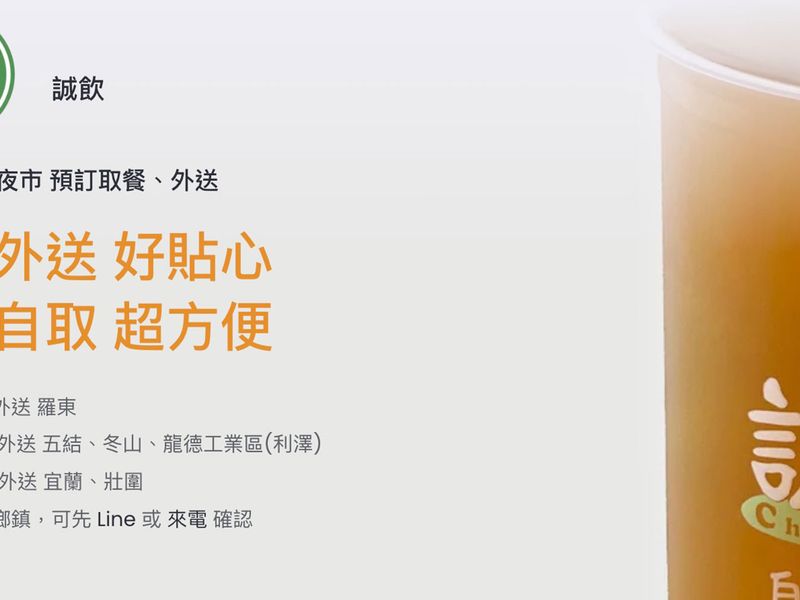 誠飲
夜市 預訂取餐、外送
外送 好貼心
自取 超方便
外送 羅東
外送 五結、冬山、龍德工業區(利澤)
外送 宜蘭、壯圍
鄉鎮，可先 Line 或 來電 確認
Ch